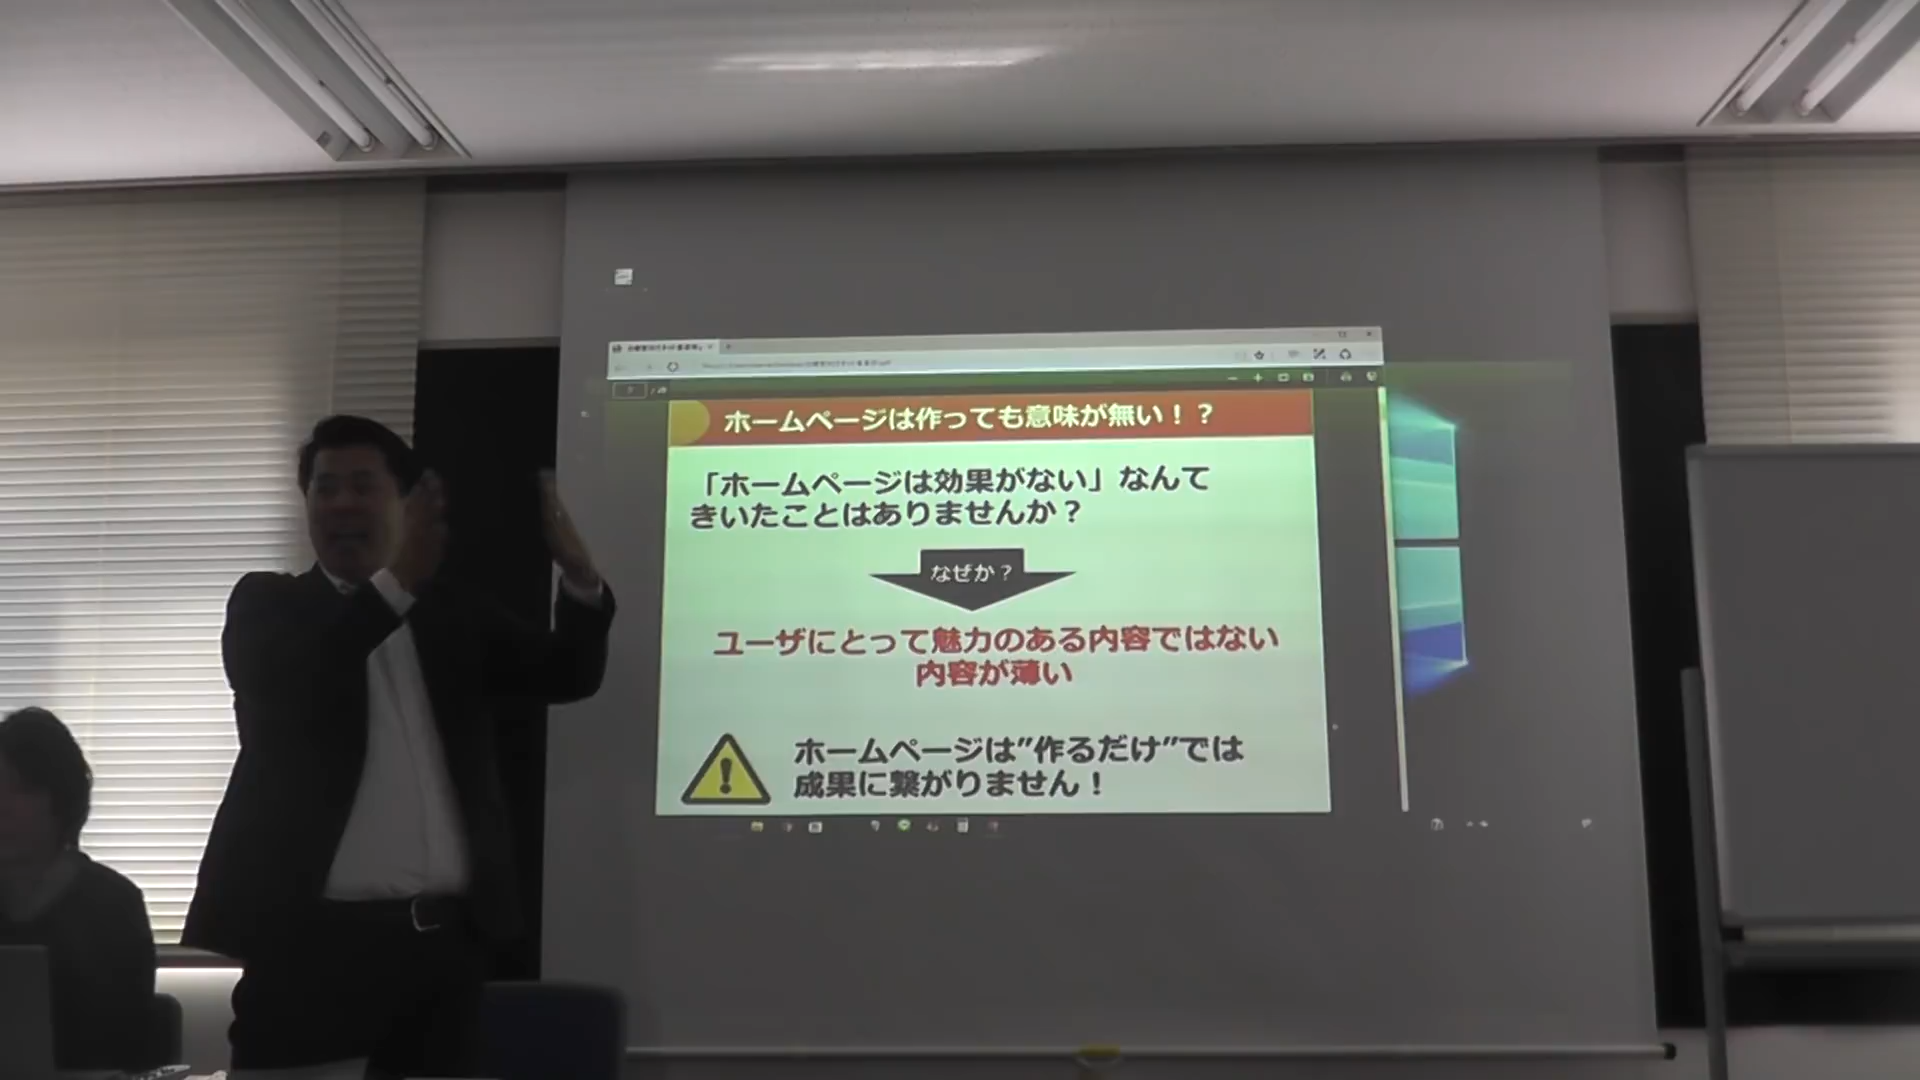 ホームページは作っても意味が無い！？
「ホームページは効果がない」なんて
きいたことはありませんか？
なぜか？
ユーザにとって魅力のある内容ではない
内容が薄い
ホームページは”作るだけ”では
成果に繋がりません！